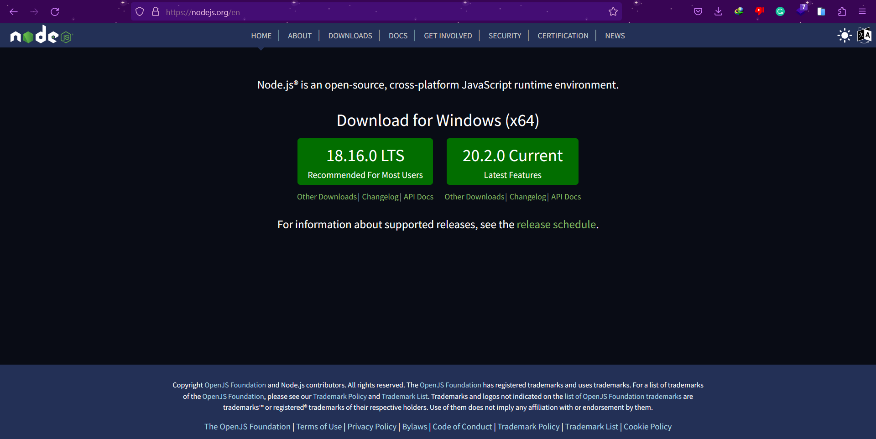 https://nodejs.org/en
node JS
HOME | ABOUT | DOWNLOADS | DOCS | GET INVOLVED | SECURITY | CERTIFICATION | NEWS
Node.js® is an open-source, cross-platform JavaScript runtime environment.
Download for Windows (x64)
18.16.0 LTS 20.2.0 Current
Recommended For Most Users Latest Features
Other Downloads | Changelog | API Docs Other Downloads | Changelog | API Docs
For information about supported releases, see the release schedule.
Copyright OpenJS Foundation and Node.js contributors. All rights reserved. The OpenJS Foundation has registered trademarks and uses trademarks. For a list of trademarks
of the OpenJS Foundation, please see our Trademark Policy and Trademark List. Trademarks and logos not indicated on the list of OpenJS Foundation trademarks are
trademarks™ or registered® trademarks of their respective holders. Use of them does not imply any affiliation with or endorsement by them.
The OpenJS Foundation | Terms of Use | Privacy Policy | Bylaws | Code of Conduct | Trademark Policy | Trademark List | Cookie Policy